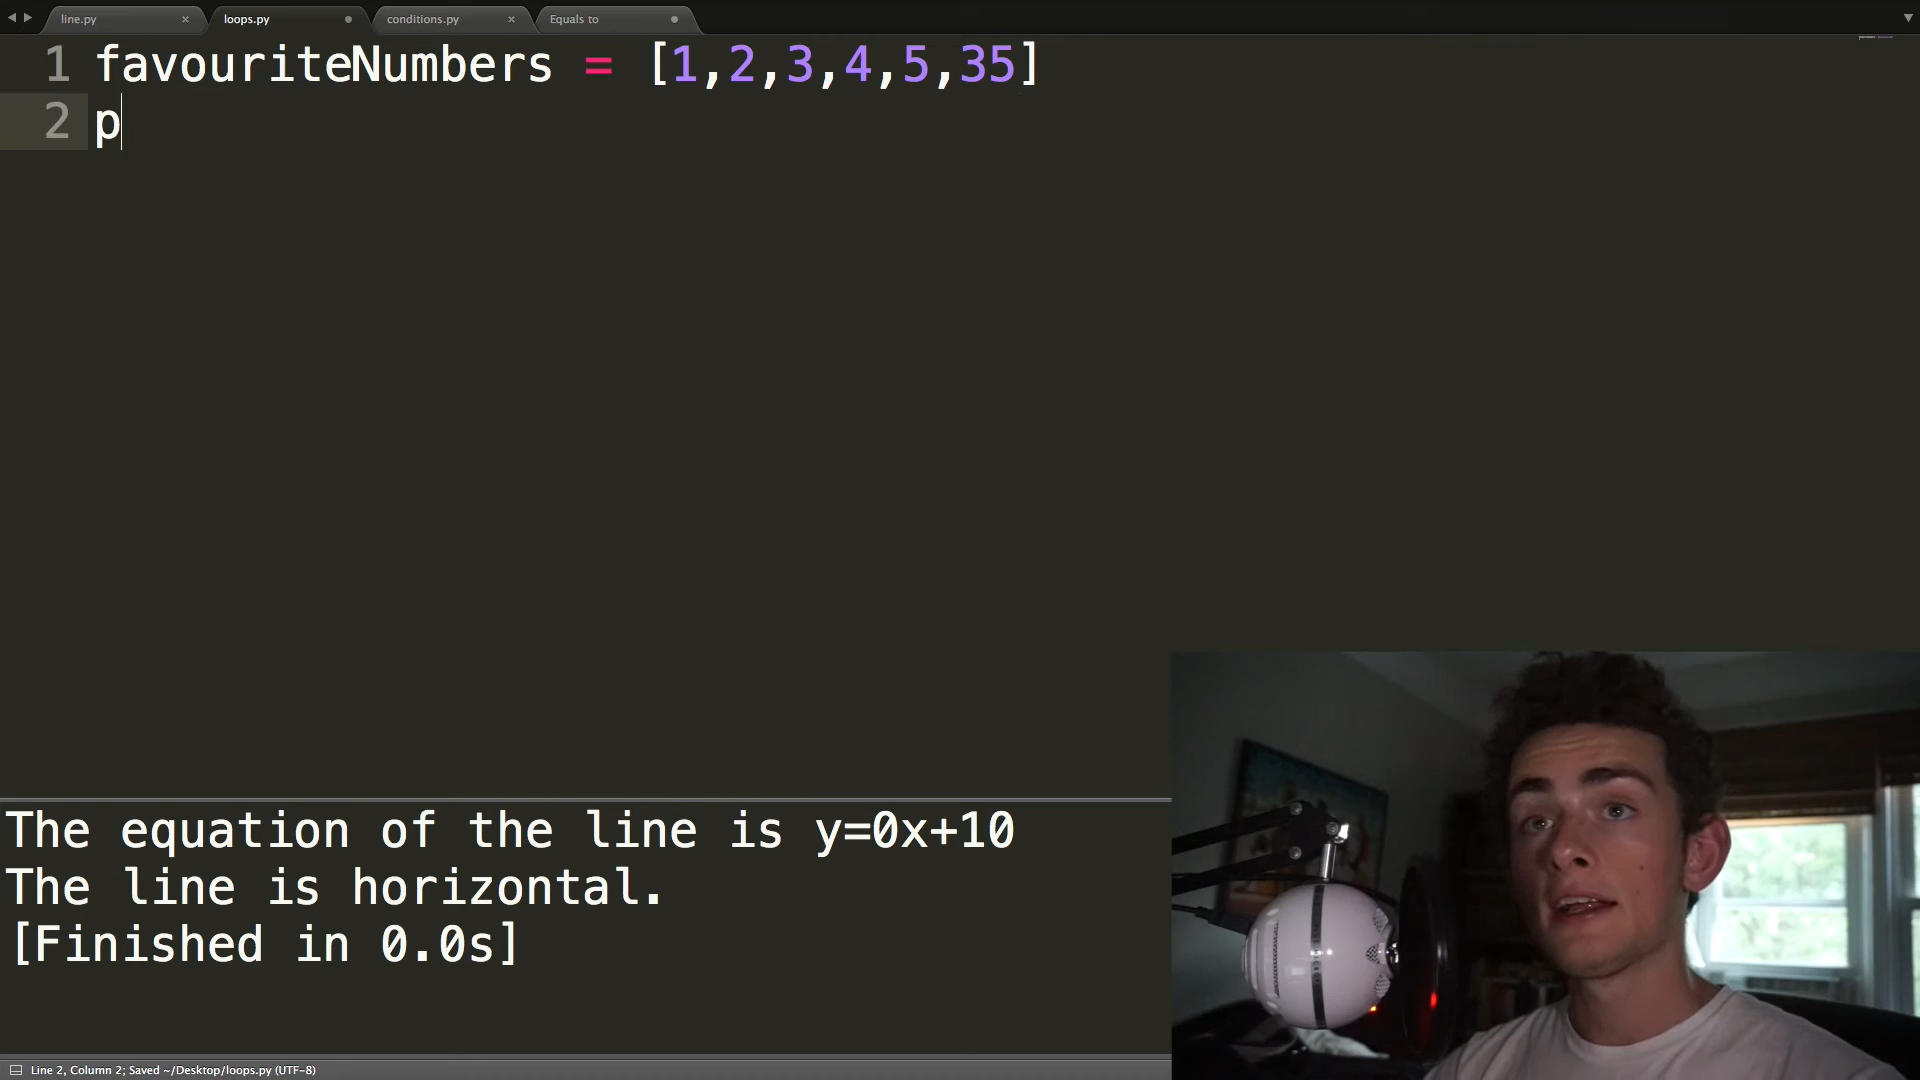 line.py × loops.py conditions.py × Equals to
1 favouriteNumbers = [1,2,3,4,5,35]
2 p
The equation of the line is y=0x+10
The line is horizontal.
[Finished in 0.0s]
Line 2, Column 2; Saved ~/Desktop/loops.py (UTF-8)